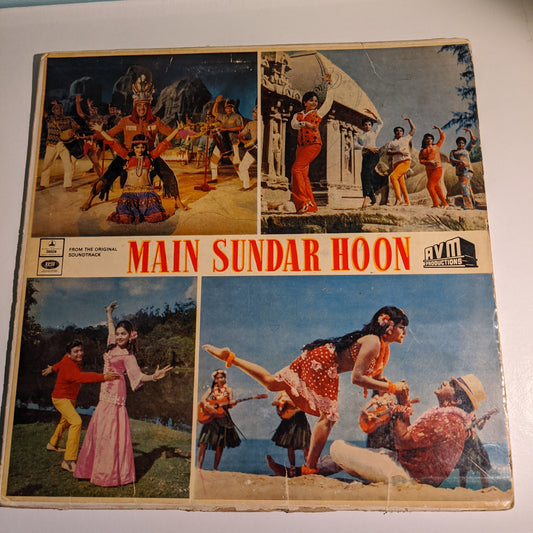 FROM THE ORIGINAL
SOUNDTRACK
MAIN SUNDAR HOON
AVM
PRODUCTIONS